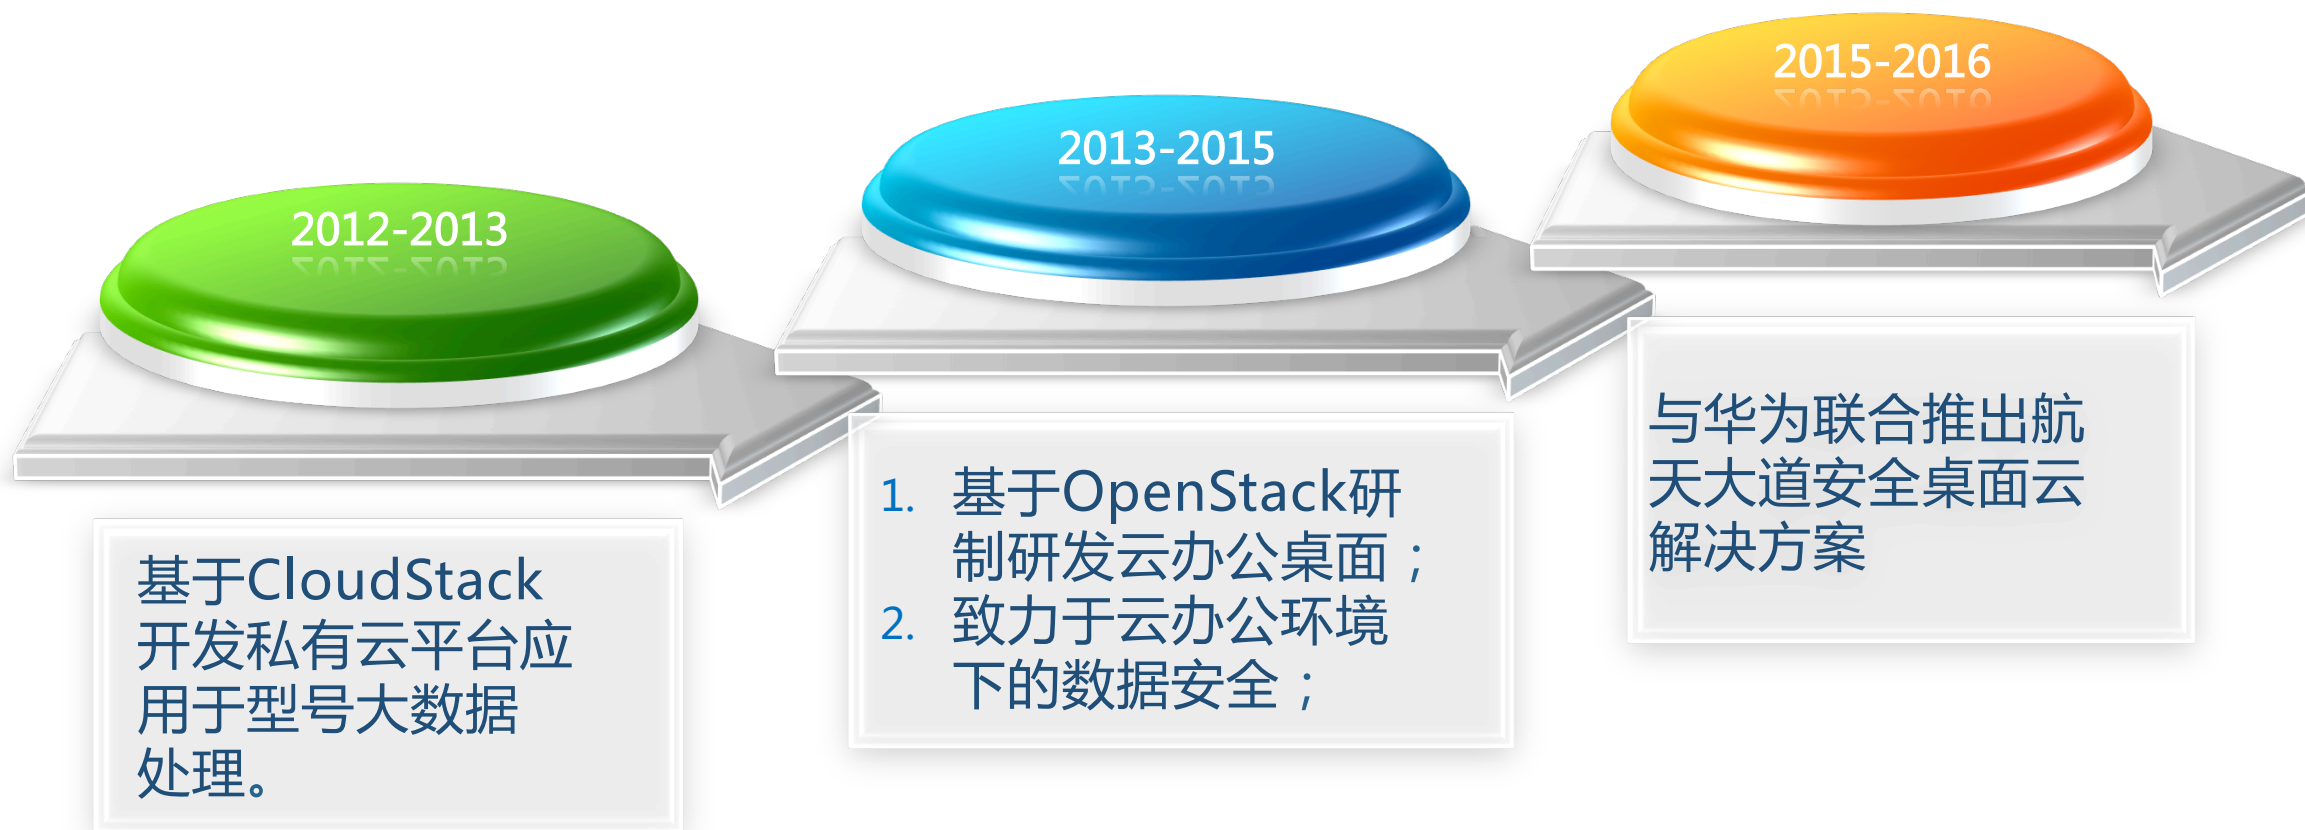 2012-2013
基于CloudStack
开发私有云平台应
用于型号大数据
处理。
2013-2015
1. 基于OpenStack研
制研发云办公桌面；
2. 致力于云办公环境
下的数据安全；
2015-2016
与华为联合推出航
天大道安全桌面云
解决方案